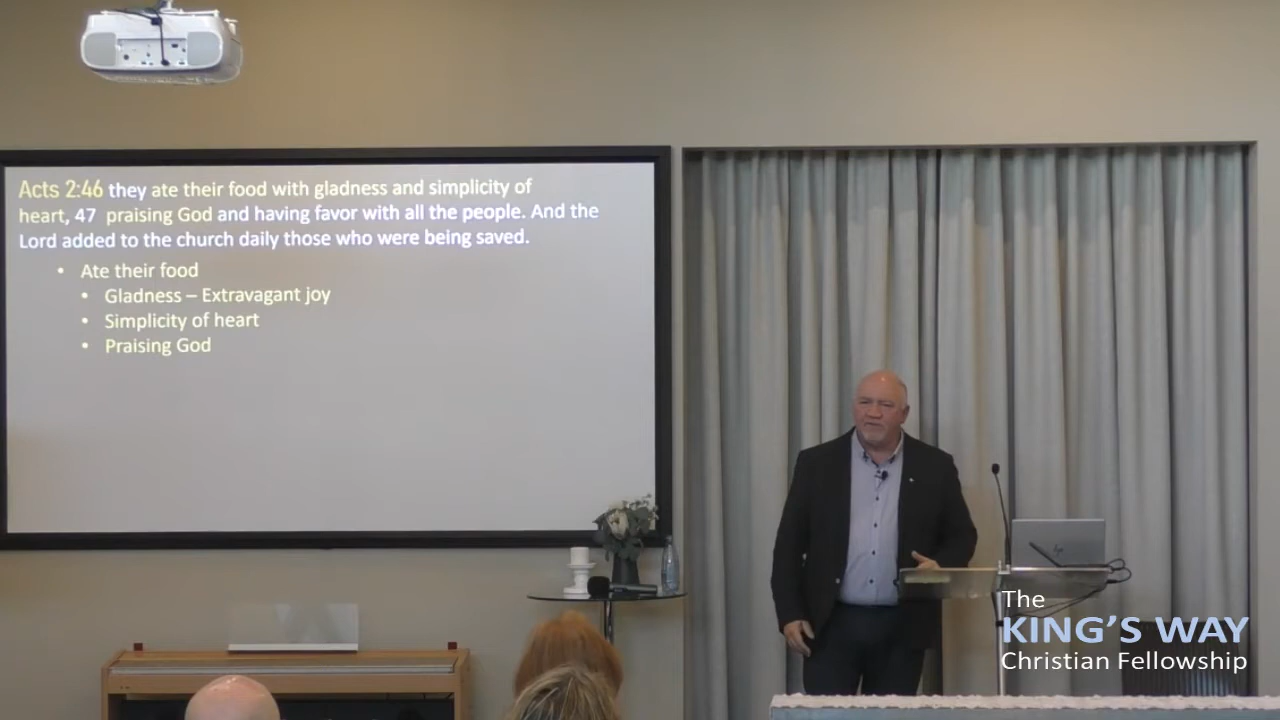 Acts 2:46 they ate their food with gladness and simplicity of
heart, 47 praising God and having favor with all the people. And the
Lord added to the church daily those who were being saved.
• Ate their food
• Gladness – Extravagant joy
• Simplicity of heart
• Praising God
hp
The
KING'S WAY
Christian Fellowship